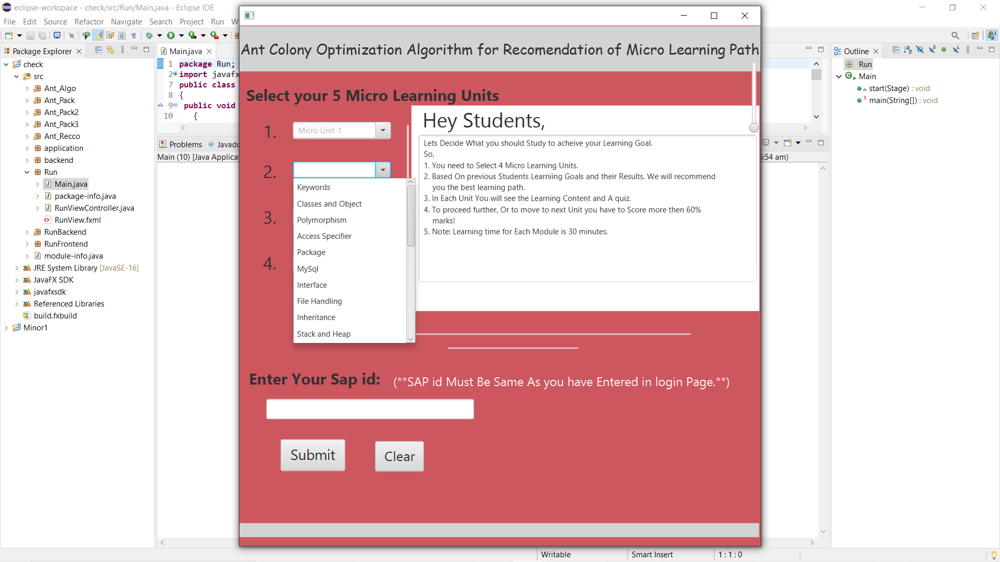 eclipse-workspace - check/src/Run/Main.java - Eclipse IDE
File Edit Source Refactor Navigate Search Project Run W
Package Explorer
check
src
Ant_Algo
Ant_Pack
Ant_Pack2
Ant_Pack3
Ant_Recco
application
backend
Run
Main.java
package-info.java
RunViewController.java
RunView.fxml
RunBackend
RunFrontend
module-info.java
JRE System Library [JavaSE-16]
JavaFX SDK
javafxsdk
Referenced Libraries
build.fxbuild
Minor1
Main.java
1 package Run;
2 import javafx
7 public class
8 {
9 public void
10 {
Problems @ Javado
Main (10) [Java Applica
Ant Colony Optimization Algorithm for Recomendation of Micro Learning Path
Select your 5 Micro Learning Units
1. Micro Unit-1
2.
3.
4.
Keywords
Classes and Object
Polymorphism
Access Specifier
Package
MySql
Interface
File Handling
Inheritance
Stack and Heap
Hey Students,
Lets Decide What you should Study to acheive your Learning Goal.
So,
1. You need to Select 4 Micro Learning Units.
2. Based On previous Students Learniing Goals and their Results. We will recommend
you the best learning path.
3. In Each Unit You will see the Learning Content and A quiz.
4. To proceed further, Or to move to next Unit you have to Score more then 60%
marks!
5. Note: Learning time for Each Module is 30 minutes.
Enter Your Sap id: (**SAP id Must Be Same As you have Entered in login Page.**)
Submit Clear
5:54 am)
Outline
Run
Main
start(Stage) : void
main(String[]) : void
Writable Smart Insert 1 : 1 : 0